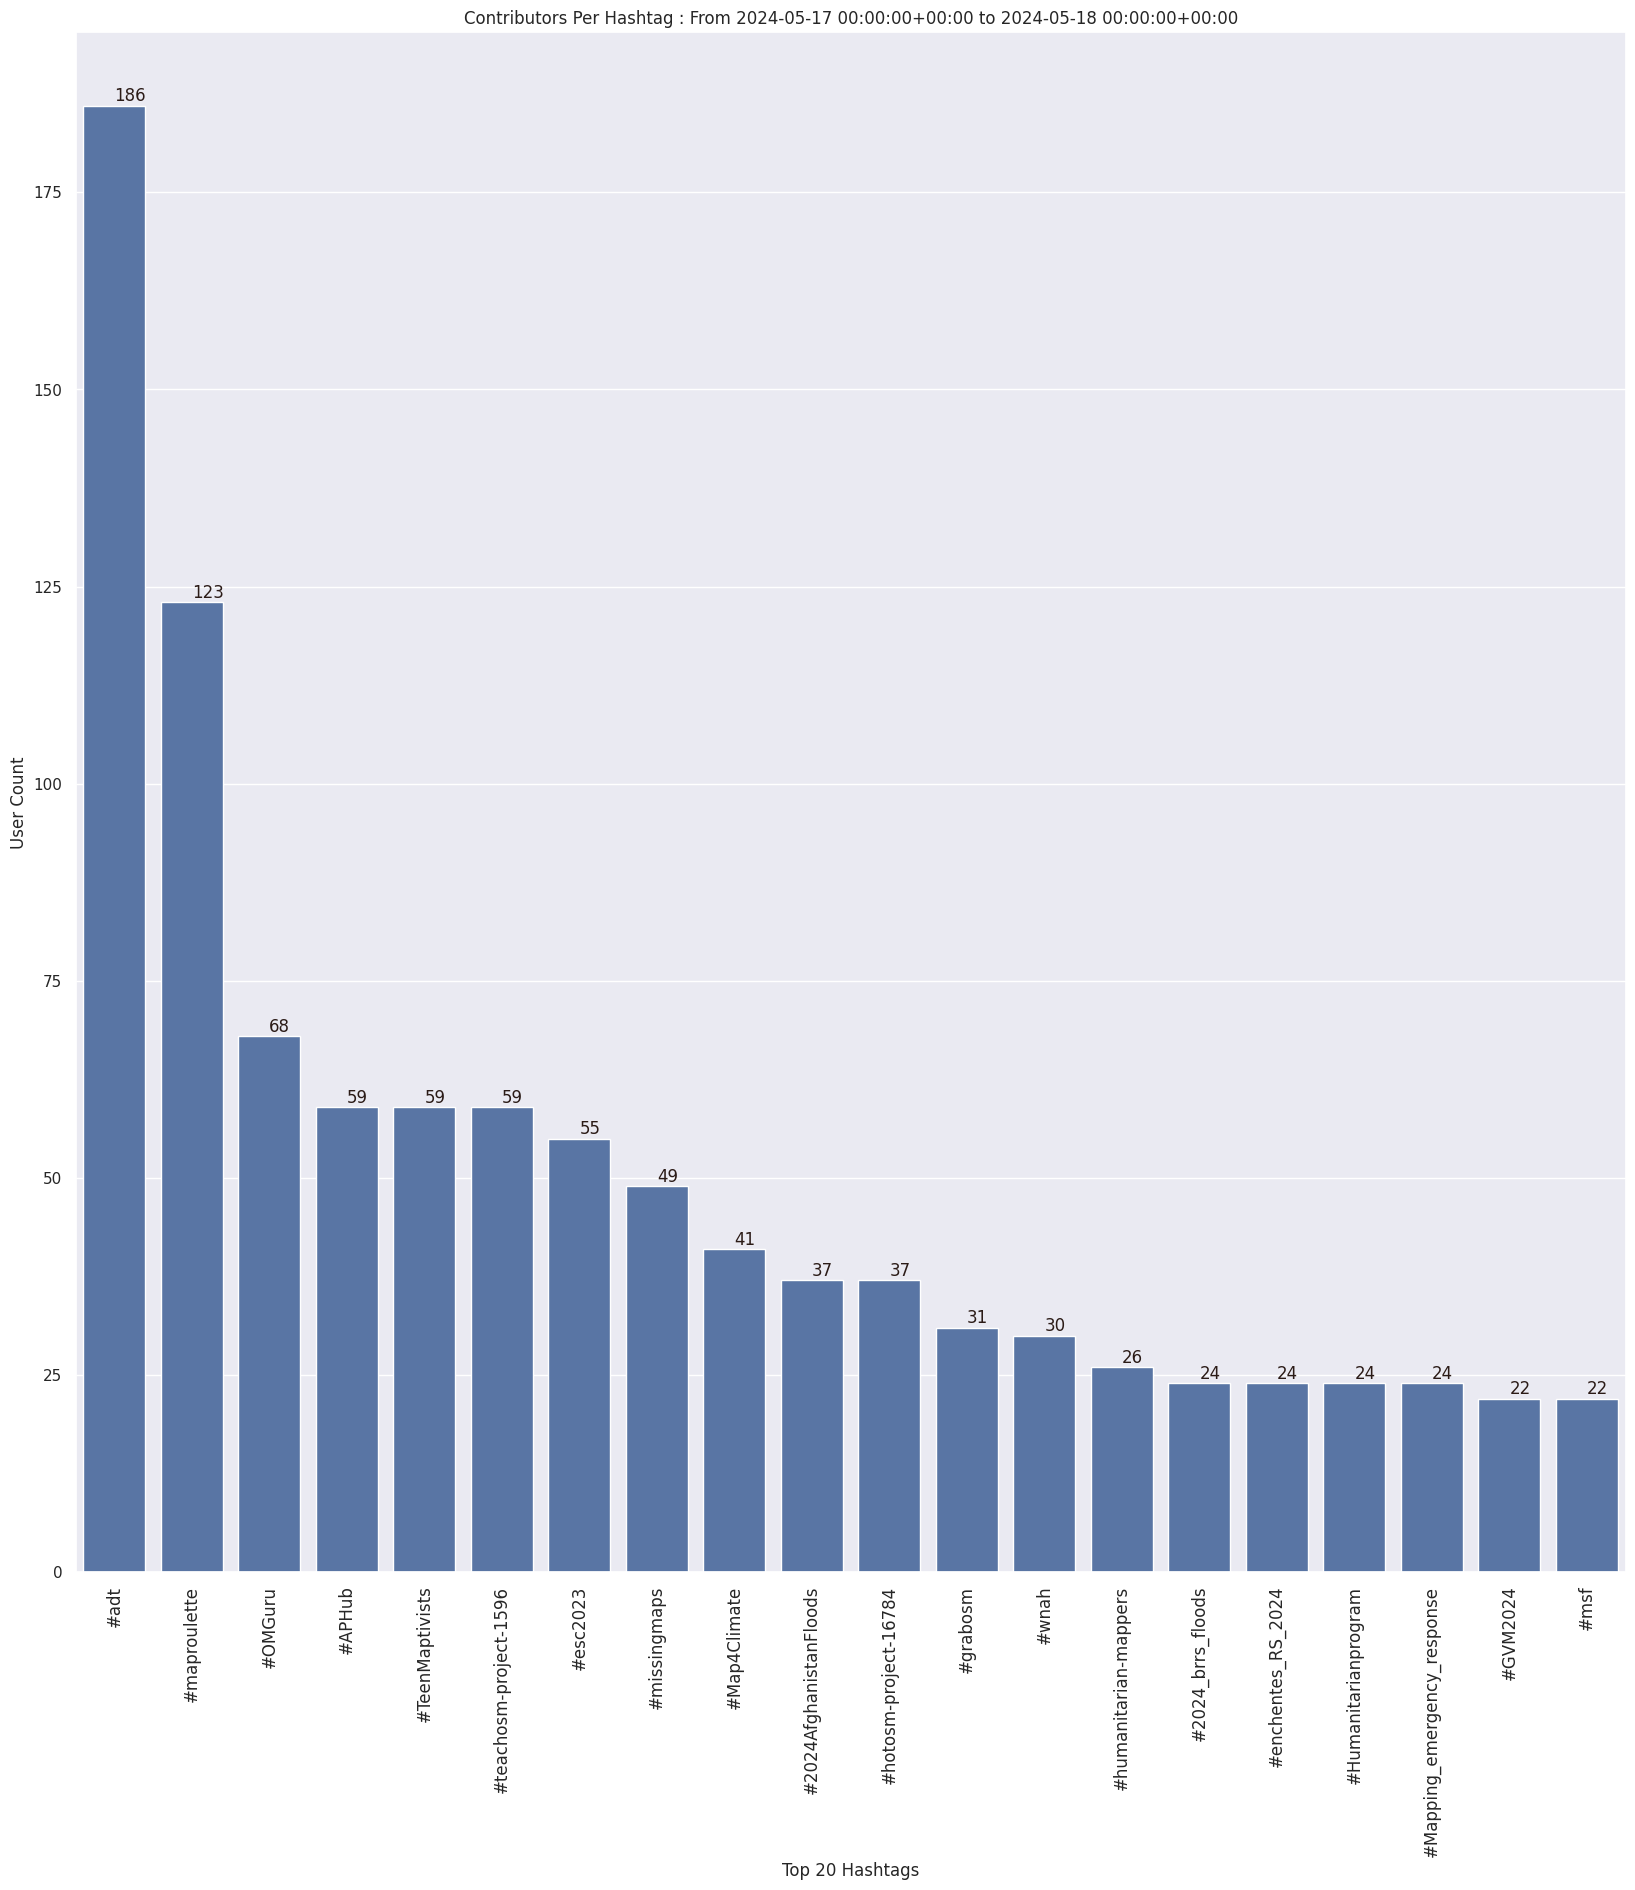 Contributors Per Hashtag : From 2024-05-17 00:00:00+00:00 to 2024-05-18 00:00:00+00:00
User Count
175
150
125
100
75
50
25
0
186
123
68
59
59
59
55
49
41
37
37
31
30
26
24
24
24
24
22
22
#adt
#maproulette
#OMGuru
#APHub
#TeenMaptivists
#teachosm-project-1596
#esc2023
#missingmaps
#Map4Climate
#2024AfghanistanFloods
#hotosm-project-16784
#grabosm
#wnah
#humanitarian-mappers
#2024_brrs_floods
#enchentes_RS_2024
#Humanitarianprogram
#Mapping_emergency_response
#GVM2024
#msf
Top 20 Hashtags